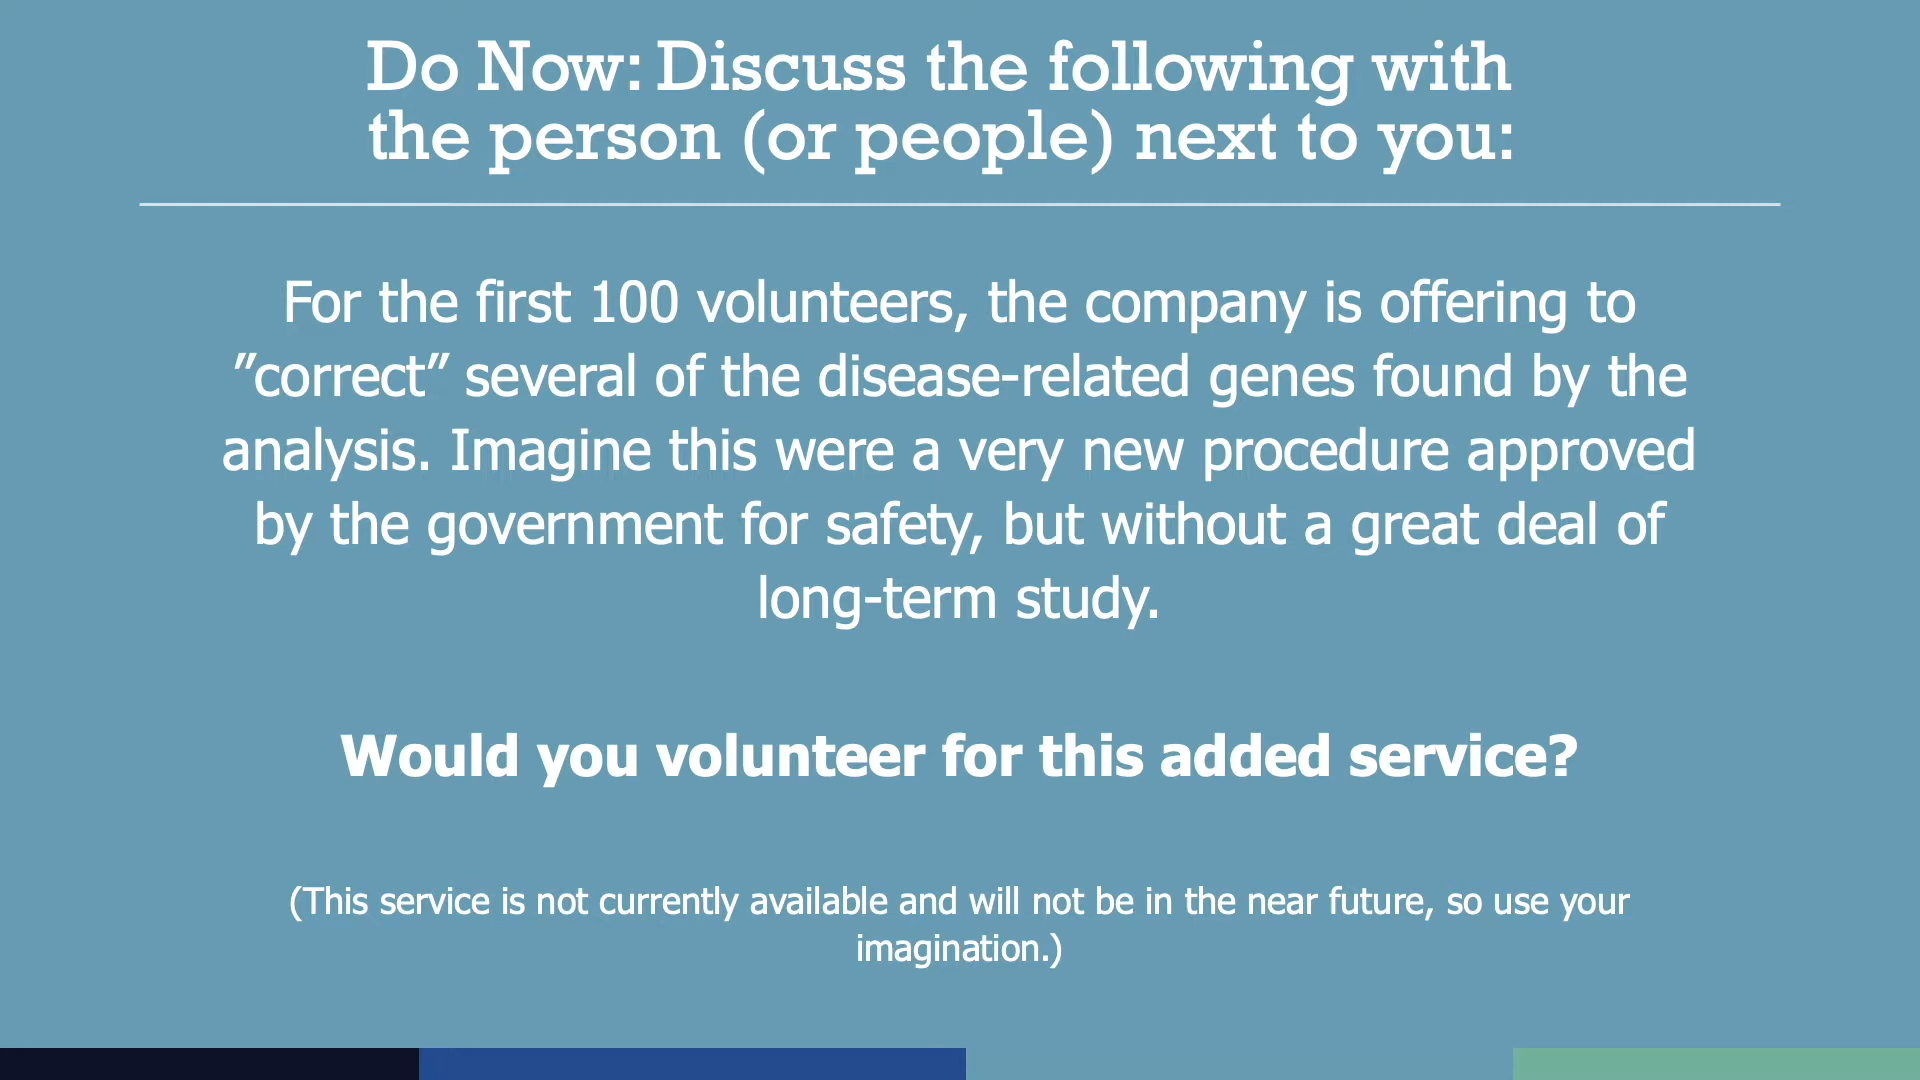 Do Now: Discuss the following with
the person (or people) next to you:
For the first 100 volunteers, the company is offering to
”correct” several of the disease-related genes found by the
analysis. Imagine this were a very new procedure approved
by the government for safety, but without a great deal of
long-term study.
Would you volunteer for this added service?
(This service is not currently available and will not be in the near future, so use your
imagination.)